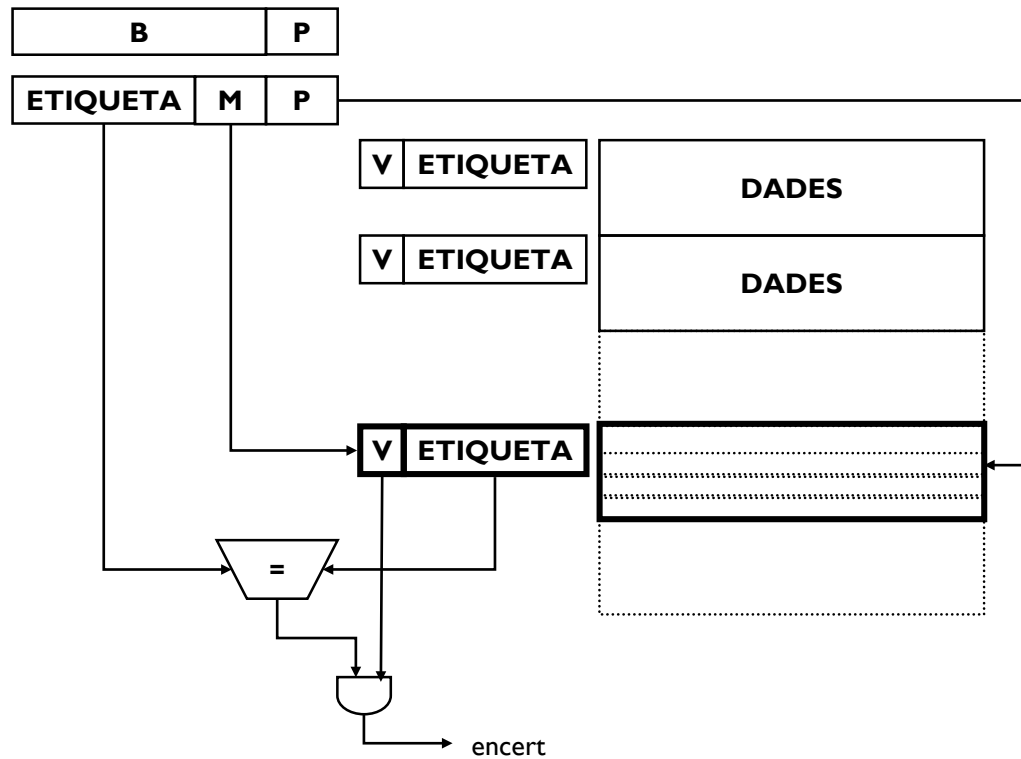 B P
ETIQUETA M P
V ETIQUETA DADES
V ETIQUETA DADES
V ETIQUETA
=
encert